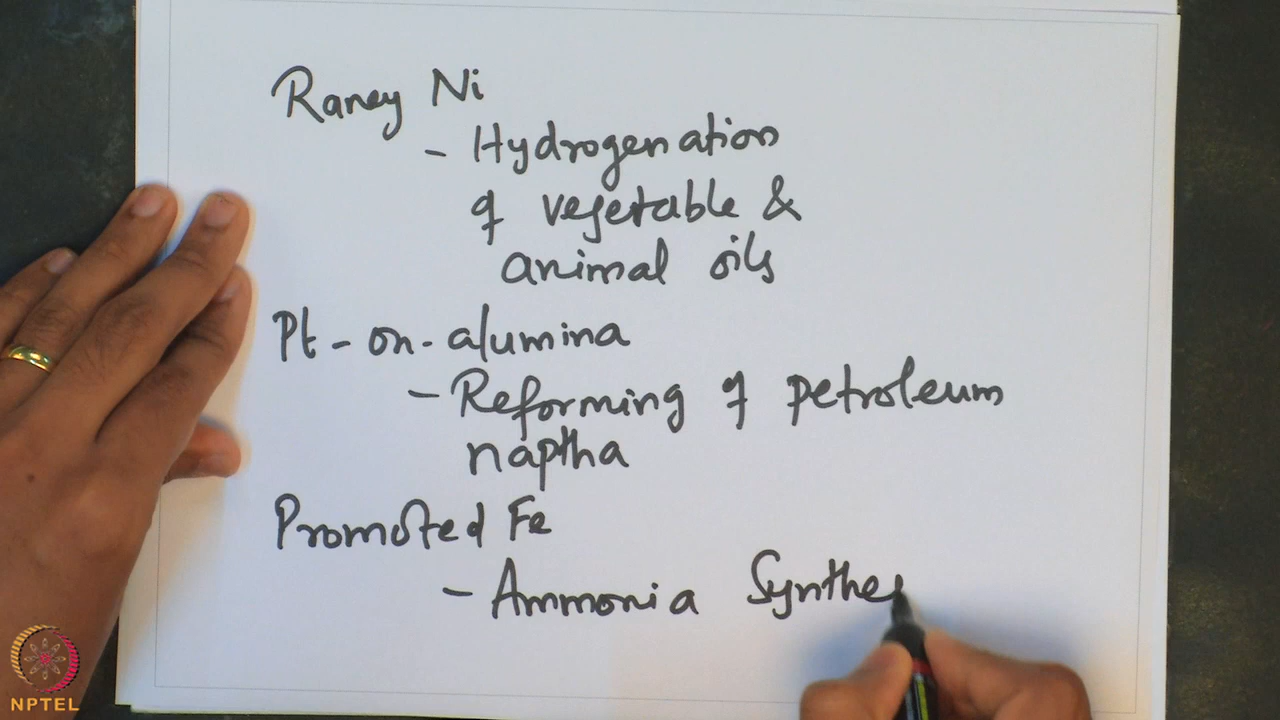 Raney Ni
- Hydrogenation
of vegetable &
animal oils
Pt-on-alumina
- Reforming of petroleum
naptha
Promoted Fe
- Ammonia Synthe
NPTEL